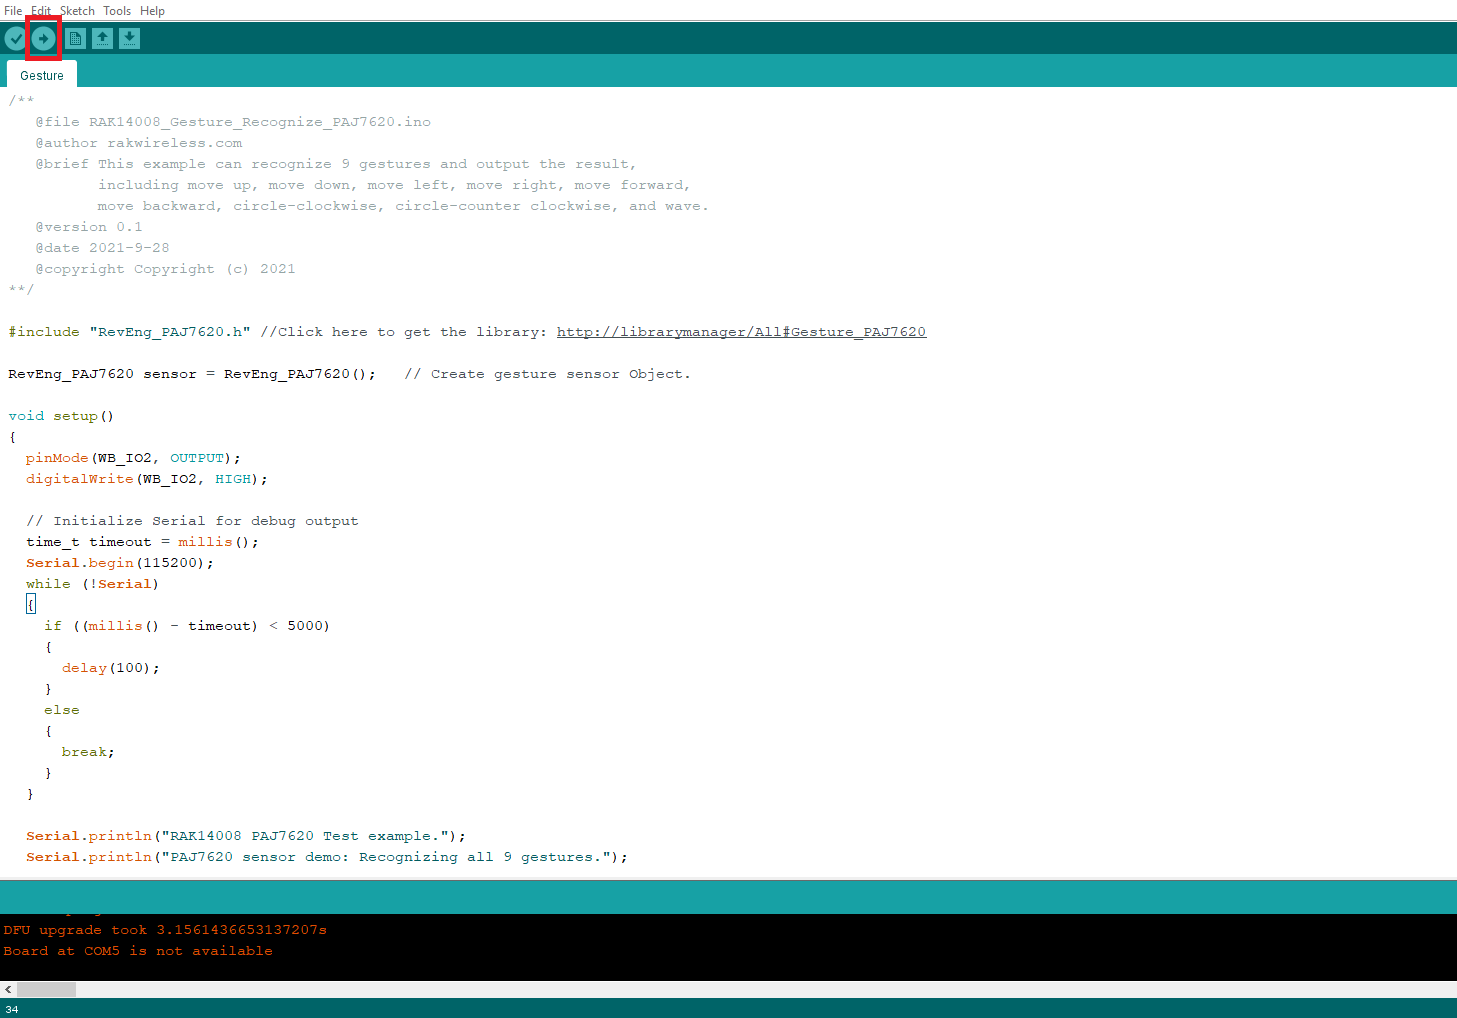 File Edit Sketch Tools Help
Gesture
/**
@file RAK14008_Gesture_Recognize_PAJ7620.ino
@author rakwireless.com
@brief This example can recognize 9 gestures and output the result,
including move up, move down, move left, move right, move forward,
move backward, circle-clockwise, circle-counter clockwise, and wave.
@version 0.1
@date 2021-9-28
@copyright Copyright (c) 2021
**/
#include "RevEng_PAJ7620.h" //Click here to get the library: http://librarymanager/All#Gesture_PAJ7620
RevEng_PAJ7620 sensor = RevEng_PAJ7620(); // Create gesture sensor Object.
void setup()
{
pinMode(WB_IO2, OUTPUT);
digitalWrite(WB_IO2, HIGH);
// Initialize Serial for debug output
time_t timeout = millis();
Serial.begin(115200);
while (!Serial)
{
if ((millis() - timeout) < 5000)
{
delay(100);
}
else
{
break;
}
}
Serial.println("RAK14008 PAJ7620 Test example.");
Serial.println("PAJ7620 sensor demo: Recognizing all 9 gestures.");
DFU upgrade took 3.1561436653137207s
Board at COM5 is not available
34